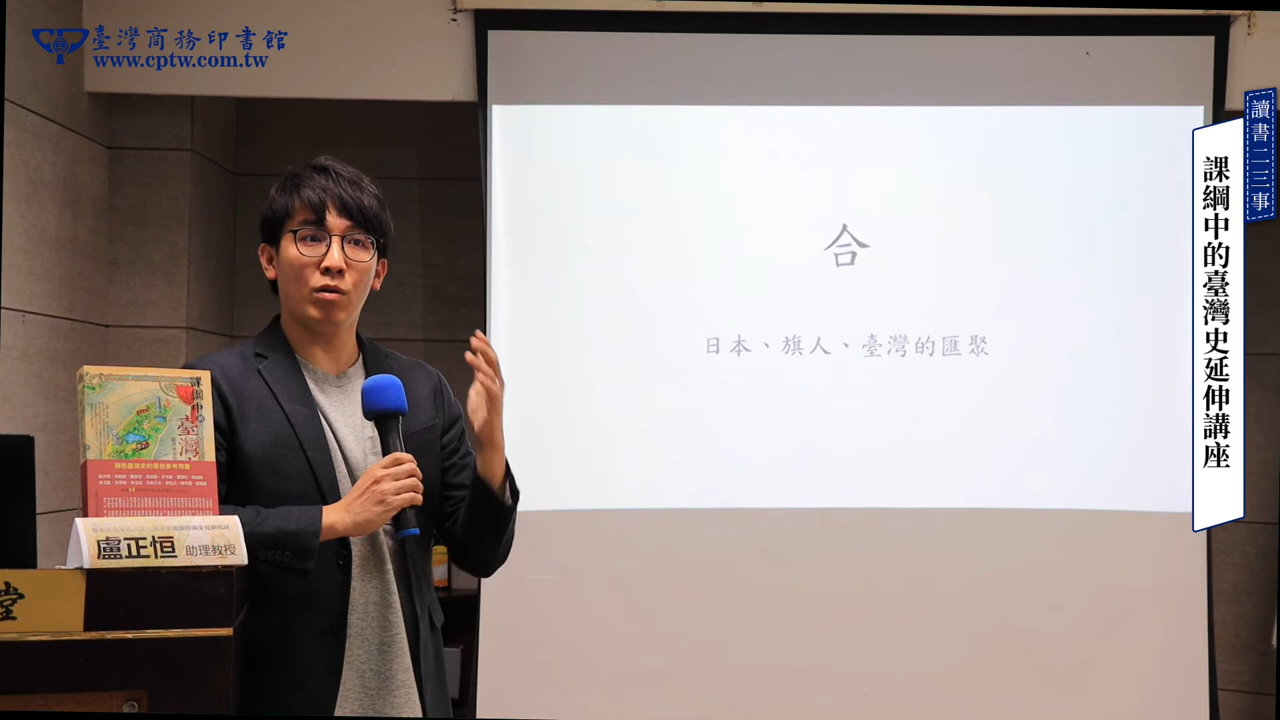 臺灣商務印書館
www.cptw.com.tw
讀書二三事
課綱中的臺灣史延伸講座
合
日本、旗人、臺灣的匯聚
課綱中的
臺灣
盧正恒 助理教授
堂